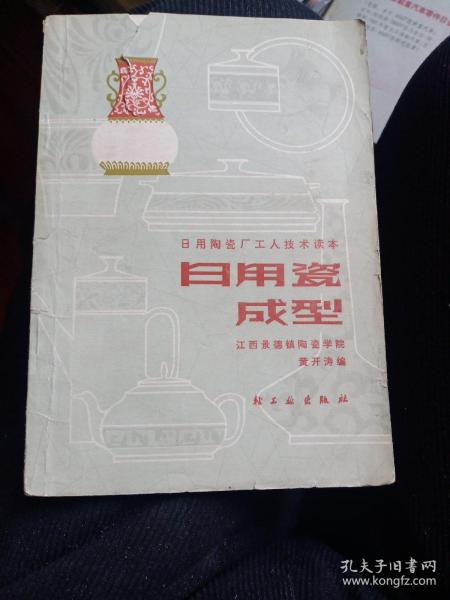 日用陶瓷厂工人技术读本
日用瓷
成型
江西景德镇陶瓷学院
黄开涛编
轻工业出版社
孔夫子旧书网
www.kongfz.com